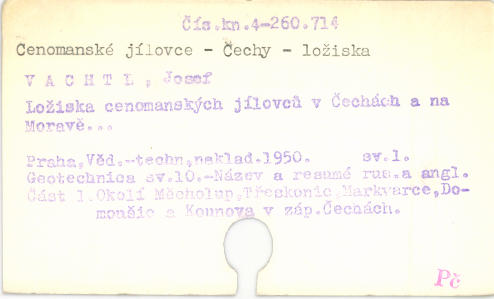 Čís.kn.4-260.714
Cenomanské jílovce - Čechy - ložiska
V A C H T L , Josef
Ložiska cenomanských jílovců v Čechách a na
Moravě...
Praha,Věd.-techn,naklad.1950. sv.1.
Geotechnica sv.10.-Název a resumé rus.a angl.
Část 1.Okolí Měcholup,Třeskonic,Markvarce,Do-
moušic a Kounova v záp.Čechách.
Pč